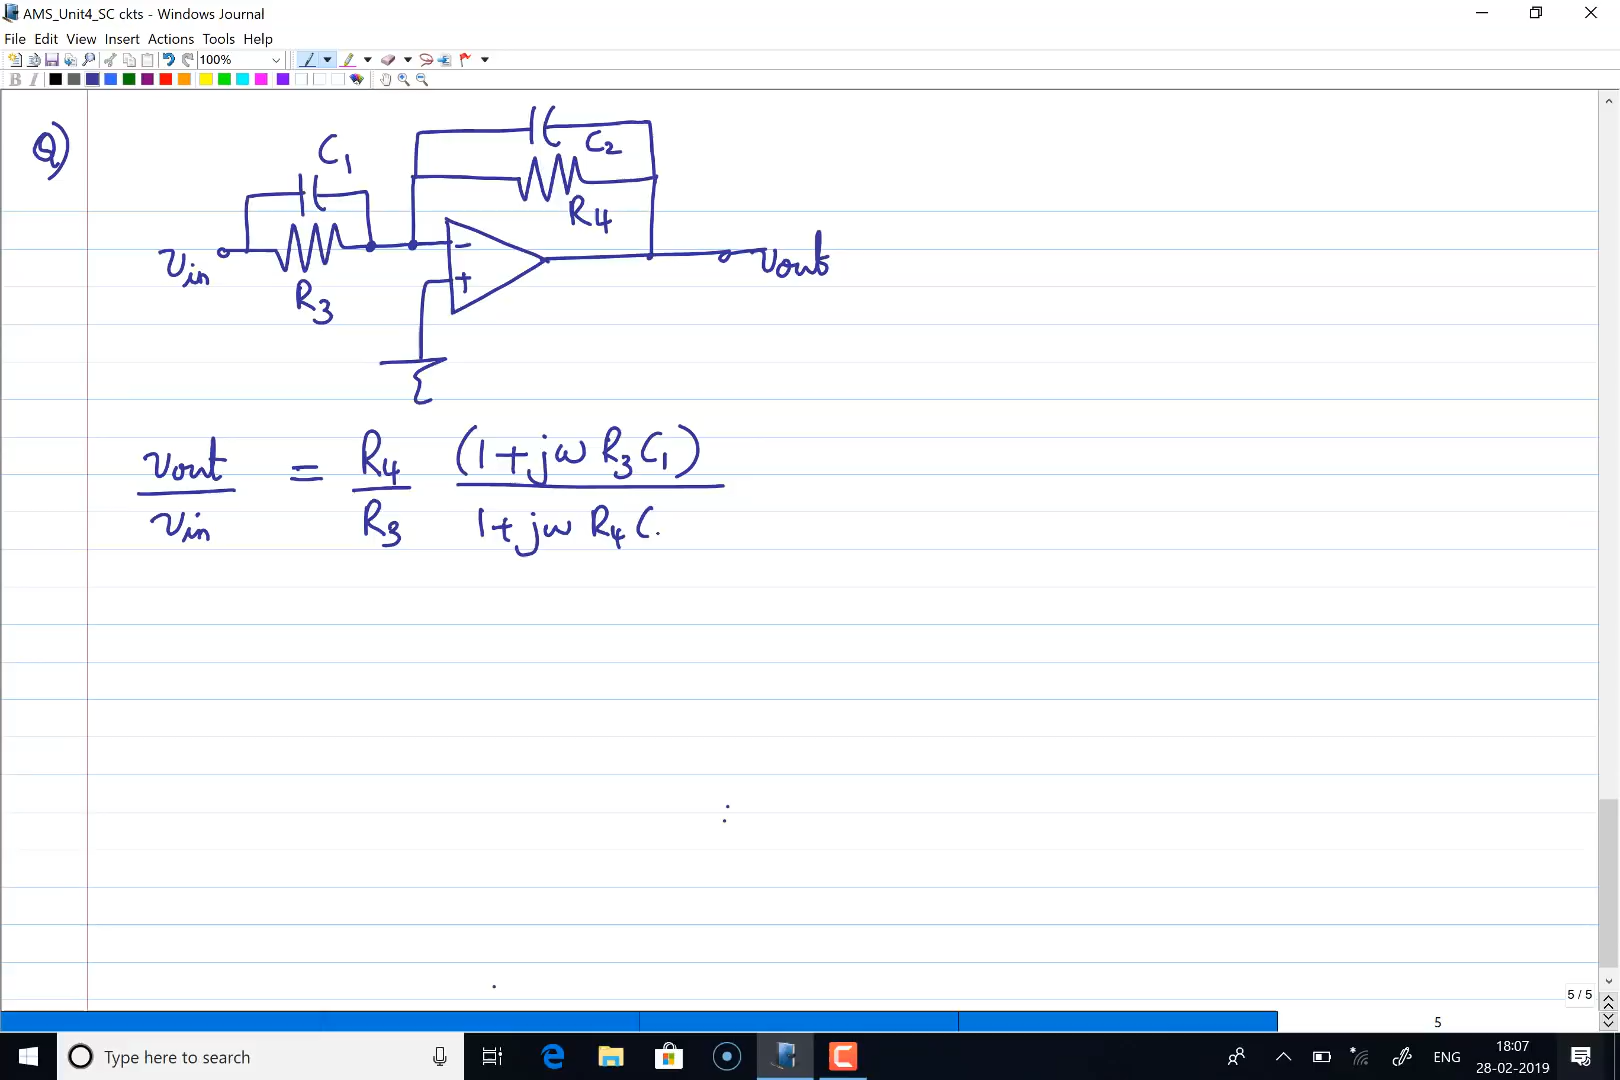 AMS_Unit4_SC ckts - Windows Journal
File Edit View Insert Actions Tools Help
100%
B I
Q)
C1
C2
R4
Vin
R3
-
+
Vout
Vout / Vin = R4 / R3 (1+jω R3C1) / 1+jω R4 C
5 / 5
5
Type here to search
ENG
18:07
28-02-2019